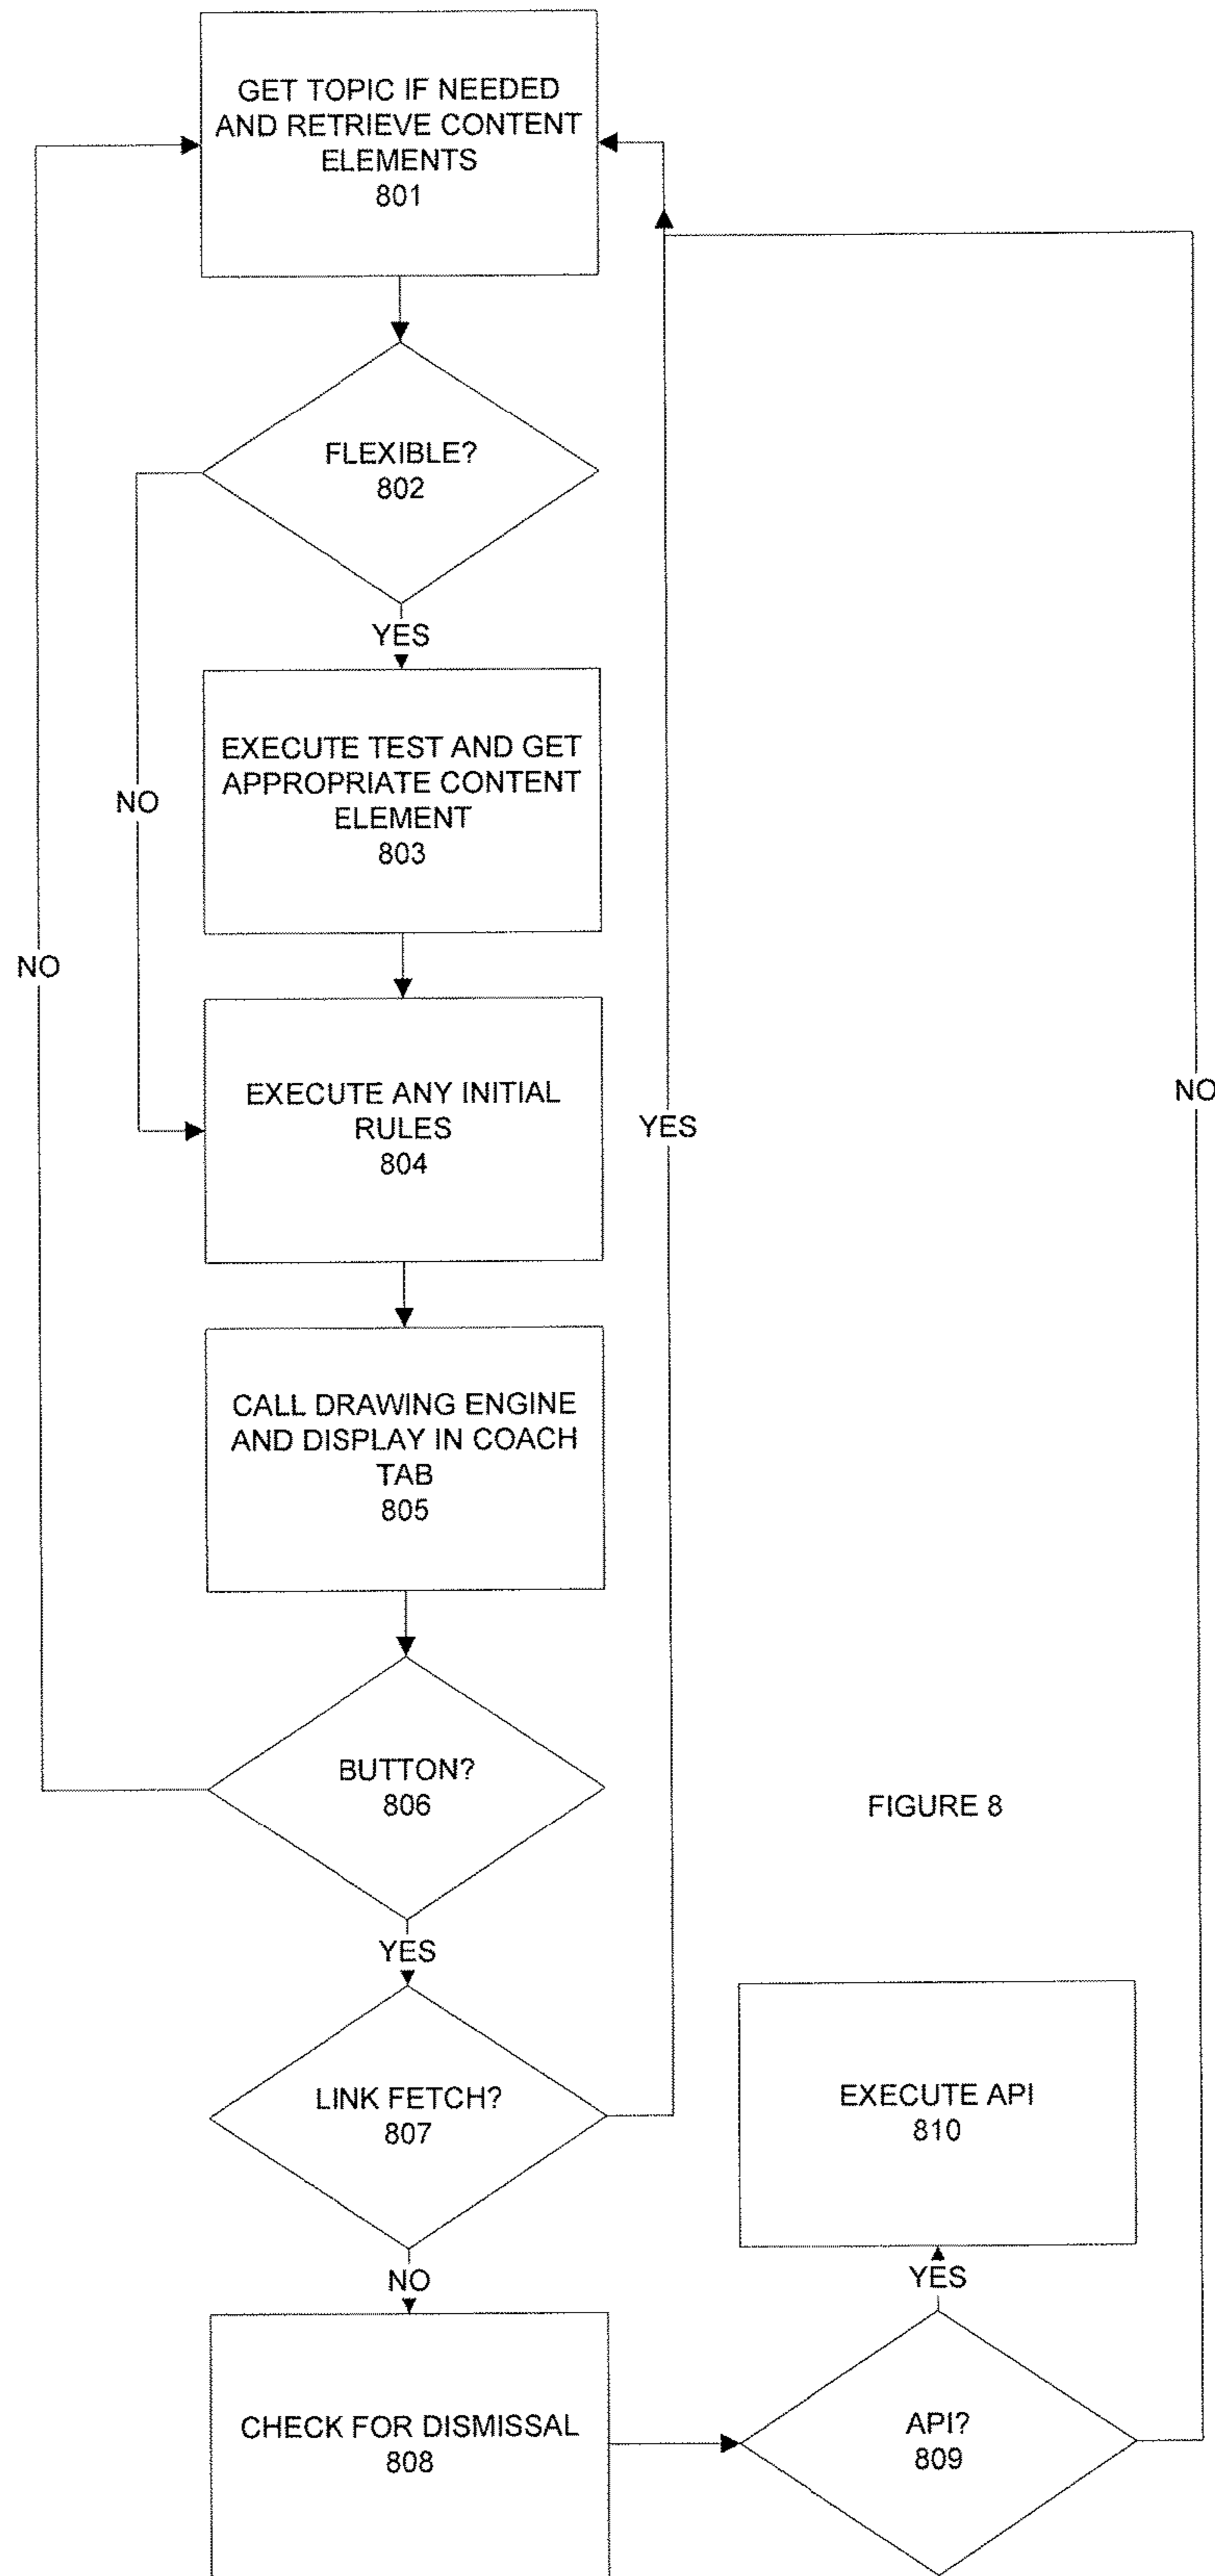 GET TOPIC IF NEEDED
AND RETRIEVE CONTENT
ELEMENTS
801
FLEXIBLE?
802
YES
EXECUTE TEST AND GET
APPROPRIATE CONTENT
ELEMENT
803
NO
NO
EXECUTE ANY INITIAL
RULES
804
YES
NO
CALL DRAWING ENGINE
AND DISPLAY IN COACH
TAB
805
BUTTON?
806
FIGURE 8
YES
LINK FETCH?
807
EXECUTE API
810
NO
YES
CHECK FOR DISMISSAL
808
API?
809